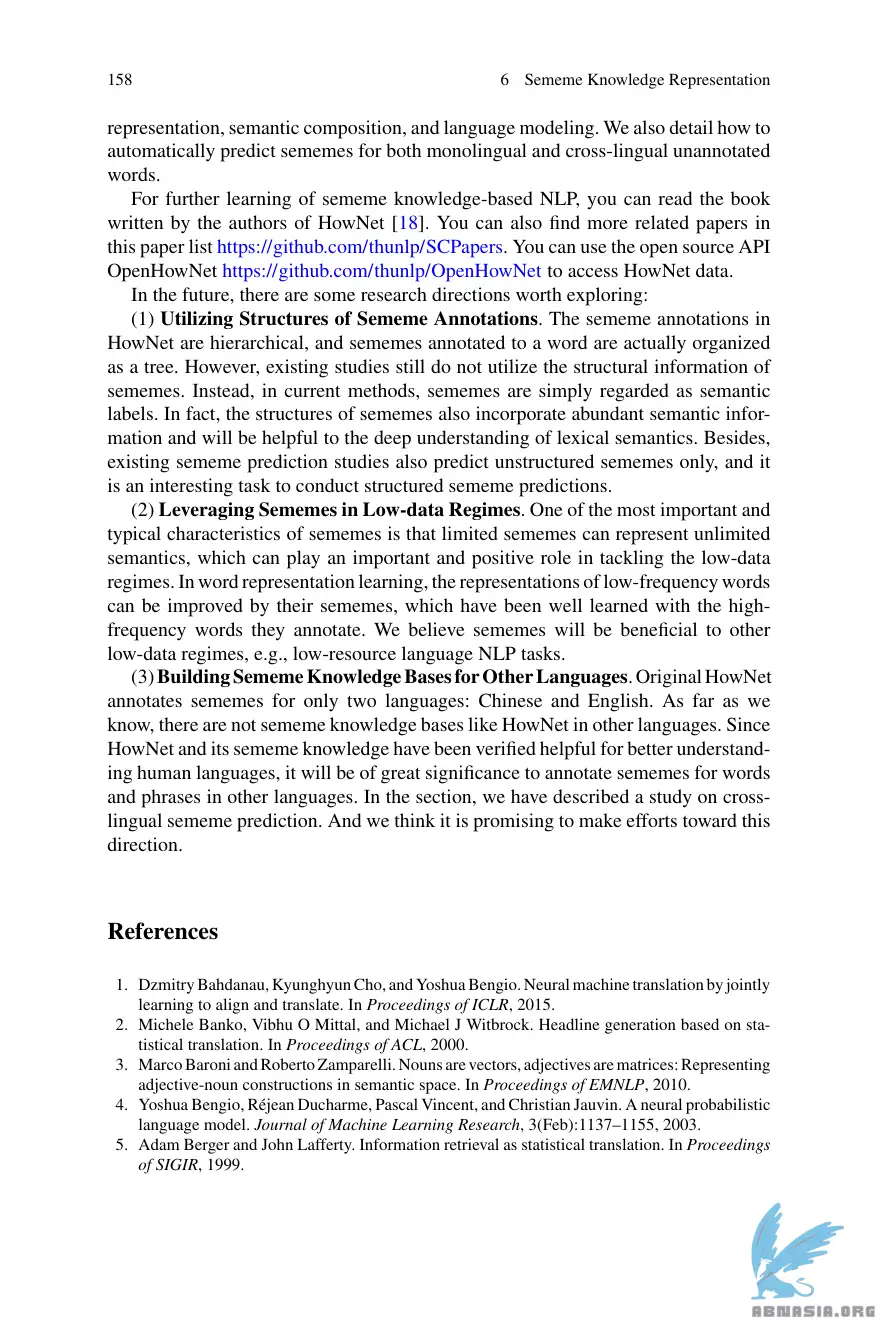 158
6 Sememe Knowledge Representation
representation, semantic composition, and language modeling. We also detail how to
automatically predict sememes for both monolingual and cross-lingual unannotated
words.
For further learning of sememe knowledge-based NLP, you can read the book
written by the authors of HowNet [18]. You can also find more related papers in
this paper list https://github.com/thunlp/SCPapers. You can use the open source API
OpenHowNet https://github.com/thunlp/OpenHowNet to access HowNet data.
In the future, there are some research directions worth exploring:
(1) Utilizing Structures of Sememe Annotations. The sememe annotations in
HowNet are hierarchical, and sememes annotated to a word are actually organized
as a tree. However, existing studies still do not utilize the structural information of
sememes. Instead, in current methods, sememes are simply regarded as semantic
labels. In fact, the structures of sememes also incorporate abundant semantic infor-
mation and will be helpful to the deep understanding of lexical semantics. Besides,
existing sememe prediction studies also predict unstructured sememes only, and it
is an interesting task to conduct structured sememe predictions.
(2) Leveraging Sememes in Low-data Regimes. One of the most important and
typical characteristics of sememes is that limited sememes can represent unlimited
semantics, which can play an important and positive role in tackling the low-data
regimes. In word representation learning, the representations of low-frequency words
can be improved by their sememes, which have been well learned with the high-
frequency words they annotate. We believe sememes will be beneficial to other
low-data regimes, e.g., low-resource language NLP tasks.
(3) Building Sememe Knowledge Bases for Other Languages. Original HowNet
annotates sememes for only two languages: Chinese and English. As far as we
know, there are not sememe knowledge bases like HowNet in other languages. Since
HowNet and its sememe knowledge have been verified helpful for better understand-
ing human languages, it will be of great significance to annotate sememes for words
and phrases in other languages. In the section, we have described a study on cross-
lingual sememe prediction. And we think it is promising to make efforts toward this
direction.
References
1. Dzmitry Bahdanau, Kyunghyun Cho, and Yoshua Bengio. Neural machine translation by jointly
learning to align and translate. In Proceedings of ICLR, 2015.
2. Michele Banko, Vibhu O Mittal, and Michael J Witbrock. Headline generation based on sta-
tistical translation. In Proceedings of ACL, 2000.
3. Marco Baroni and Roberto Zamparelli. Nouns are vectors, adjectives are matrices: Representing
adjective-noun constructions in semantic space. In Proceedings of EMNLP, 2010.
4. Yoshua Bengio, Réjean Ducharme, Pascal Vincent, and Christian Jauvin. A neural probabilistic
language model. Journal of Machine Learning Research, 3(Feb):1137–1155, 2003.
5. Adam Berger and John Lafferty. Information retrieval as statistical translation. In Proceedings
of SIGIR, 1999.
ABNASIA.ORG